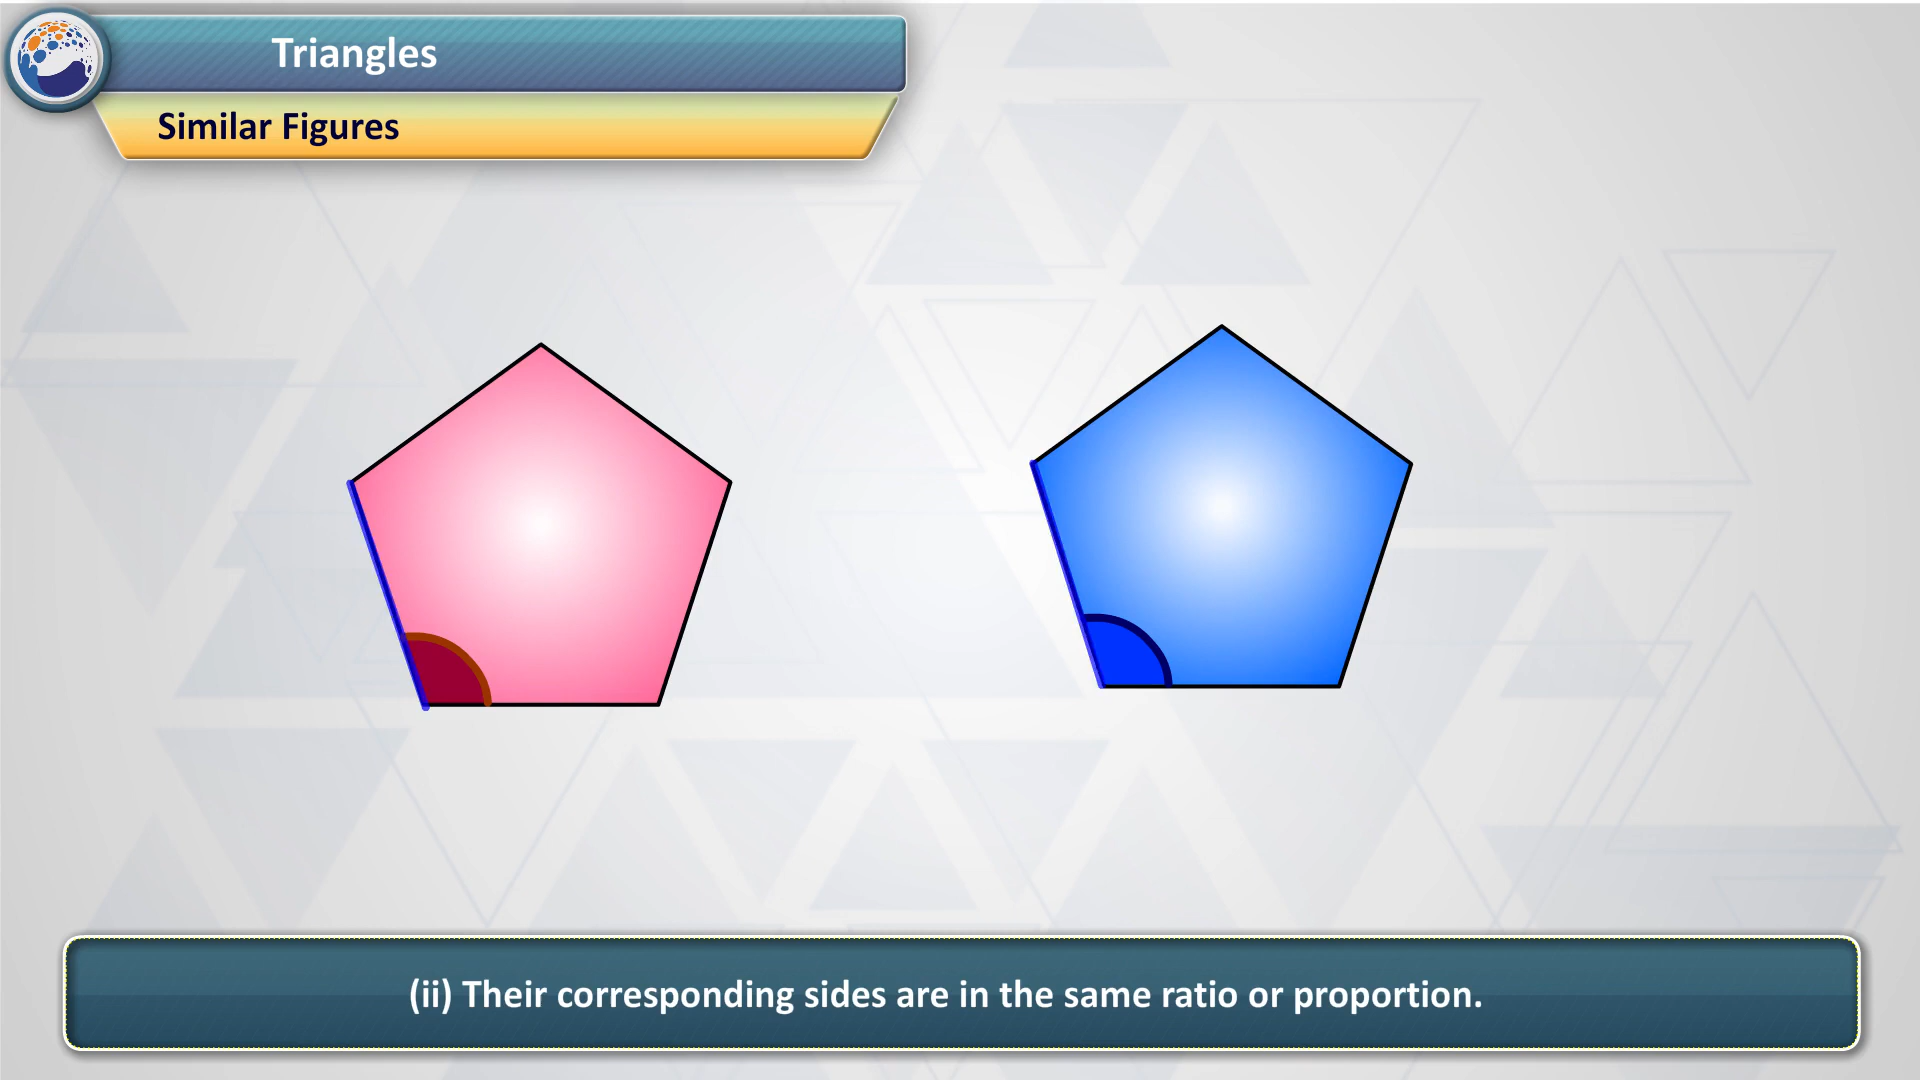 Triangles
Similar Figures
(ii) Their corresponding sides are in the same ratio or proportion.